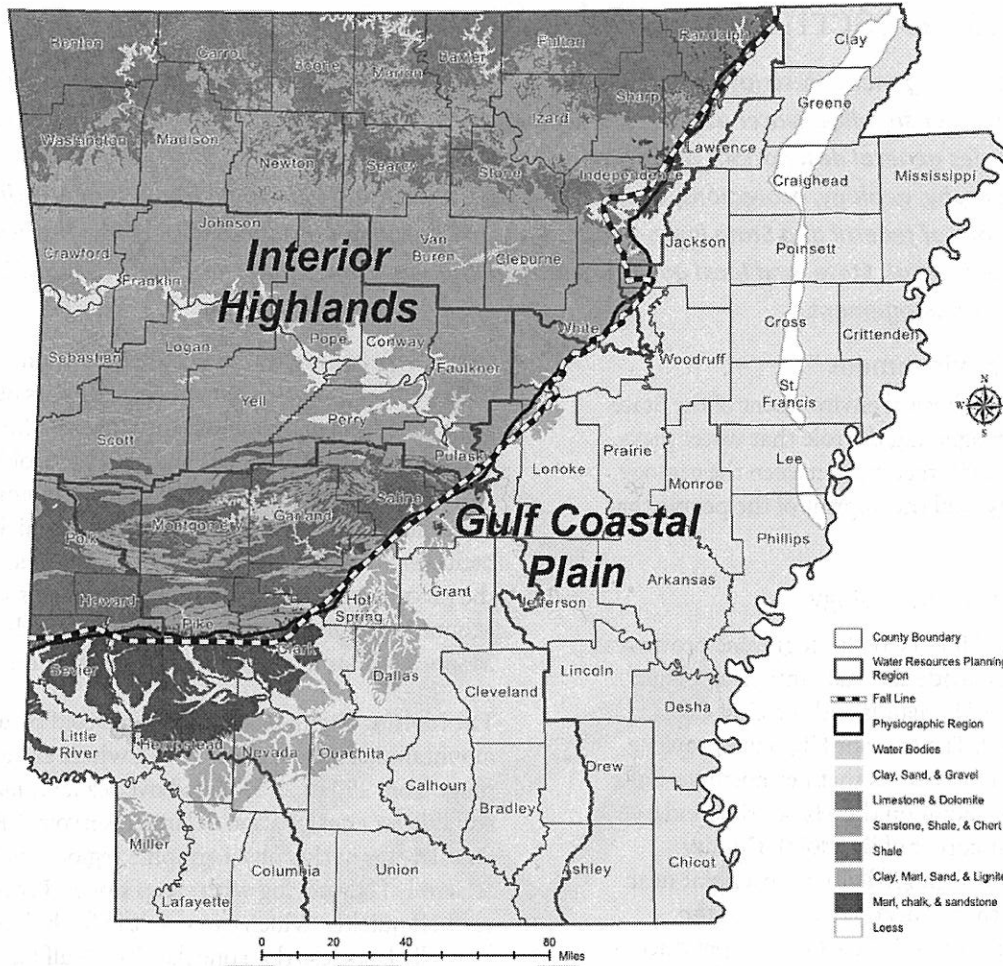 Benton
Carroll
Boone
Marion
Baxter
Fulton
Randolph
Clay
Greene
Sharp
Izard
Lawrence
Washington
Madison
Newton
Searcy
Stone
Independence
Craighead
Mississippi
Johnson
Jackson
Poinsett
Crawford
Franklin
Interior
Highlands
Van
Buren
Cleburne
Cross
Crittenden
White
Woodruff
Pope
Conway
Logan
Sebastian
Faulkner
St.
Francis
Yell
Perry
Scott
Pulaski
Lonoke
Prairie
Lee
Monroe
Saline
Garland
Montgomery
Polk
Gulf Coastal
Plain
Phillips
Arkansas
Grant
Jefferson
Hot
Spring
Howard
Pike
Clark
Sevier
Dallas
Cleveland
Lincoln
Desha
Little
River
Hempstead
Nevada
Ouachita
Calhoun
Bradley
Drew
Miller
Columbia
Union
Ashley
Chicot
Lafayette
N
W
S
County Boundary
Water Resources Planning
Region
Fall Line
Physiographic Region
Water Bodies
Clay, Sand, & Gravel
Limestone & Dolomite
Sanstone, Shale, & Chert
Shale
Clay, Marl, Sand, & Lignite
Marl, chalk, & sandstone
Loess
0 20 40 80
Miles